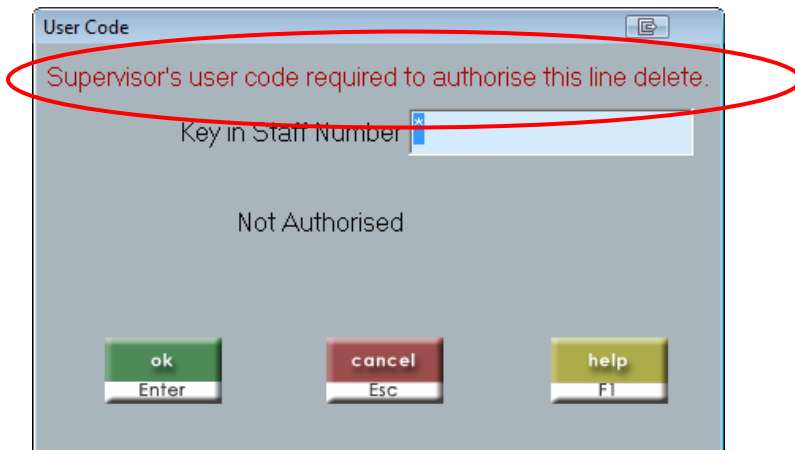 User Code
Supervisor's user code required to authorise this line delete.
Key in Staff Number *
Not Authorised
ok cancel help
Enter Esc F1